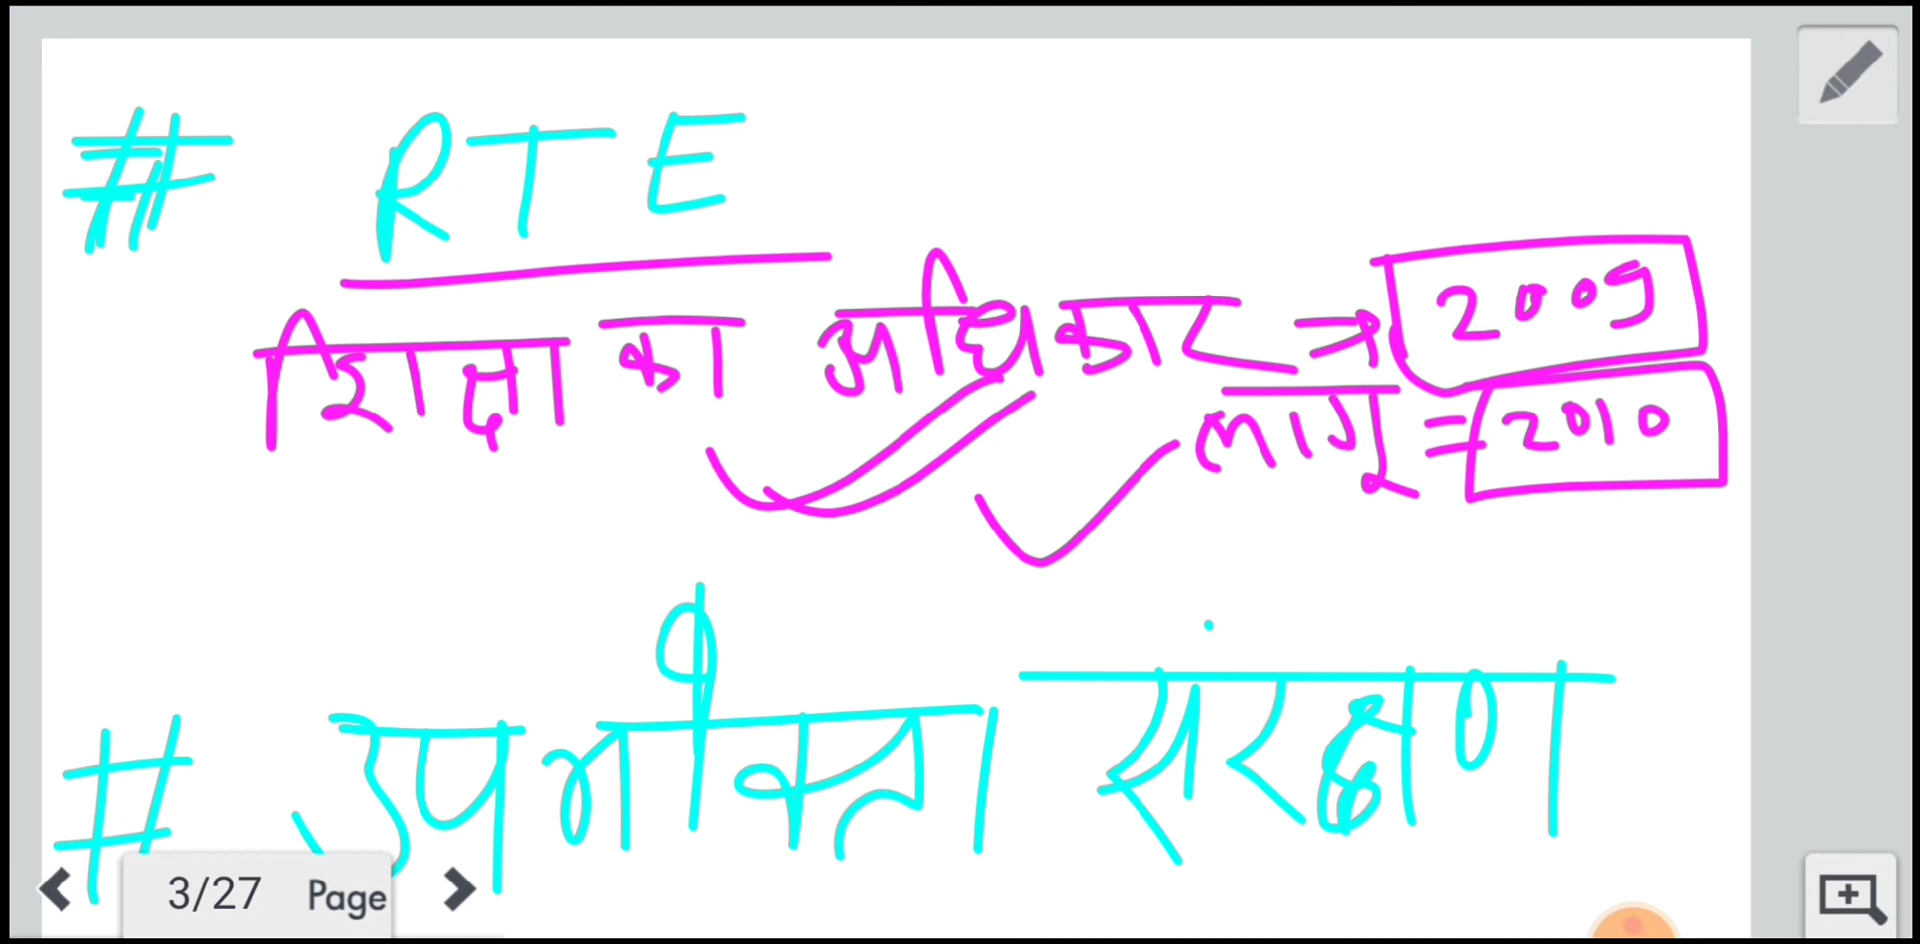 # RTE
शिक्षा का अधिकार → 2009
लागू = 2010
# उपभोक्ता संरक्षण
3/27 Page